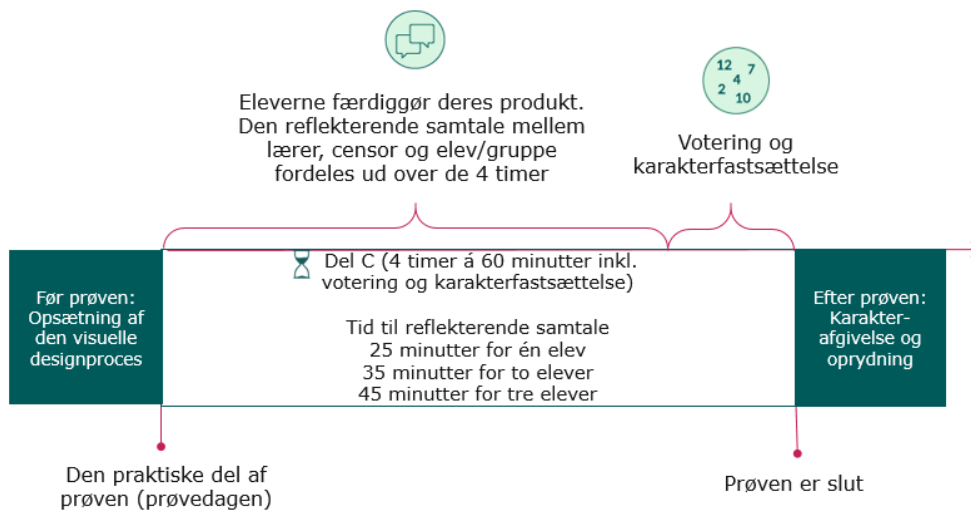 Eleverne færdiggør deres produkt.
Den reflekterende samtale mellem
lærer, censor og elev/gruppe
fordeles ud over de 4 timer
12 7
4
2
10
Votering og
karakterfastsættelse
Før prøven:
Opsætning af
den visuelle
designproces
Del C (4 timer á 60 minutter inkl.
votering og karakterfastsættelse)
Tid til reflekterende samtale
25 minutter for én elev
35 minutter for to elever
45 minutter for tre elever
Efter prøven:
Karakter-
afgivelse og
oprydning
Den praktiske del af
prøven (prøvedagen)
Prøven er slut